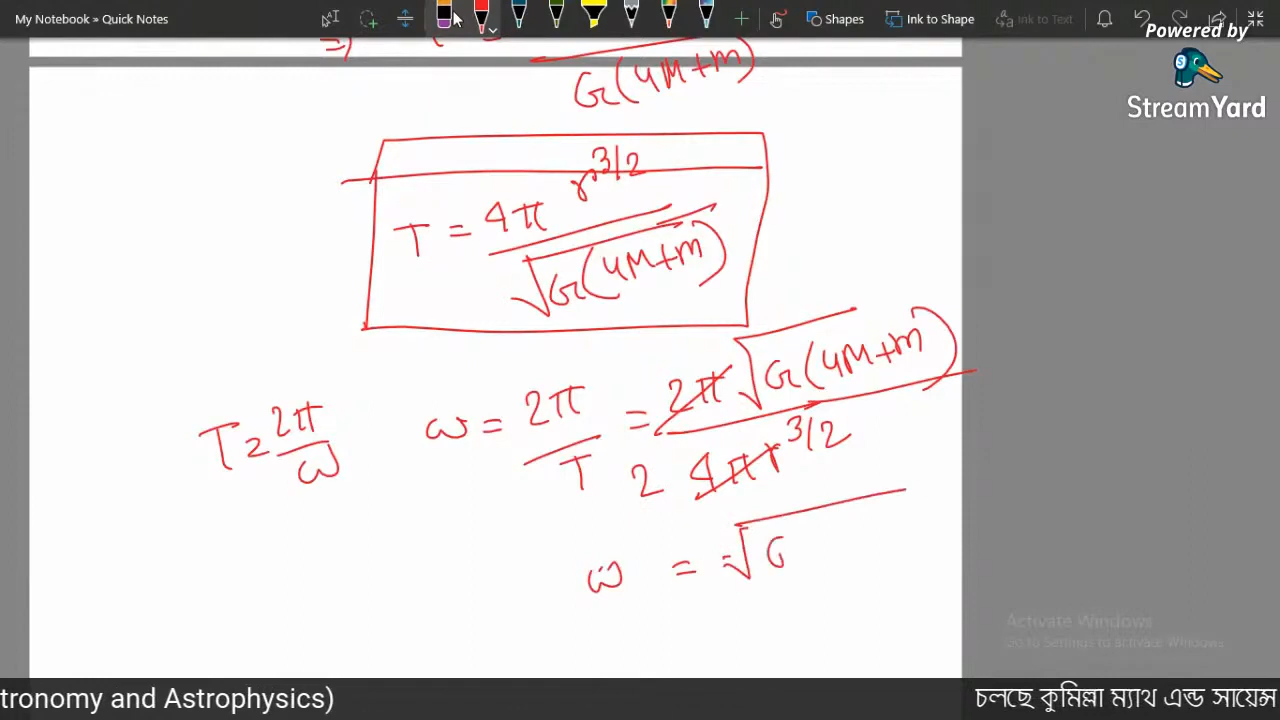 My Notebook » Quick Notes
Shapes
Ink to Shape
Ink to Text
Powered by
StreamYard
G(4M+m)
T = 4π r^3/2 / √G(4M+m)
T = 2π/ω
ω = 2π/T = 2π √G(4M+m) / 4π r^3/2
2
ω = √G
Activate Windows
Go to Settings to activate Windows.
tronomy and Astrophysics)
চলছে কুমিল্লা ম্যাথ এন্ড সায়েন্স